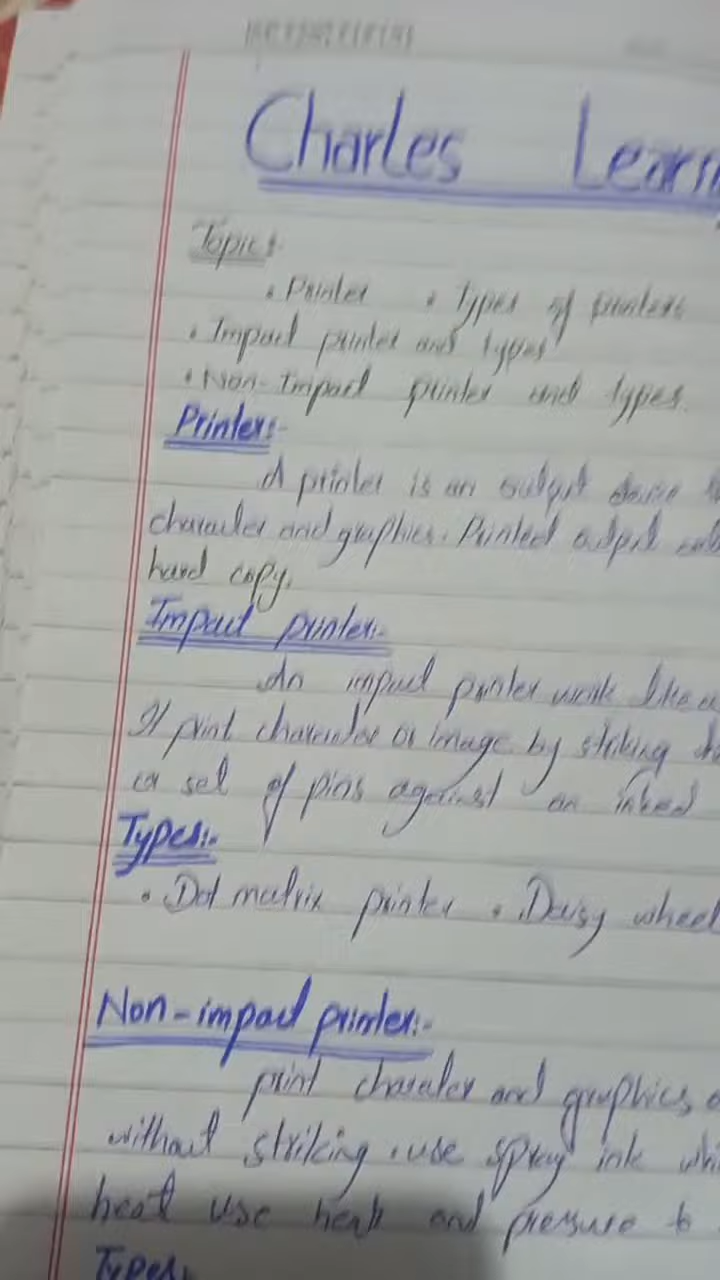 Charles Learn
Topics:-
• Printer • Types of printers
• Impact printer and types
• Non-Impact printer and types.
Printer:-
A printer is an output
character and graphics. Printed output
hard copy.
Impact printer:-
An impact printer work like a
It print character or image by striking
or set of pins against an inked
Types:-
• Dot matrix printer • Daisy wheel
Non-impact printer:-
print character and graphics
without striking . use spray ink
heat use heat and pressure to
Types: